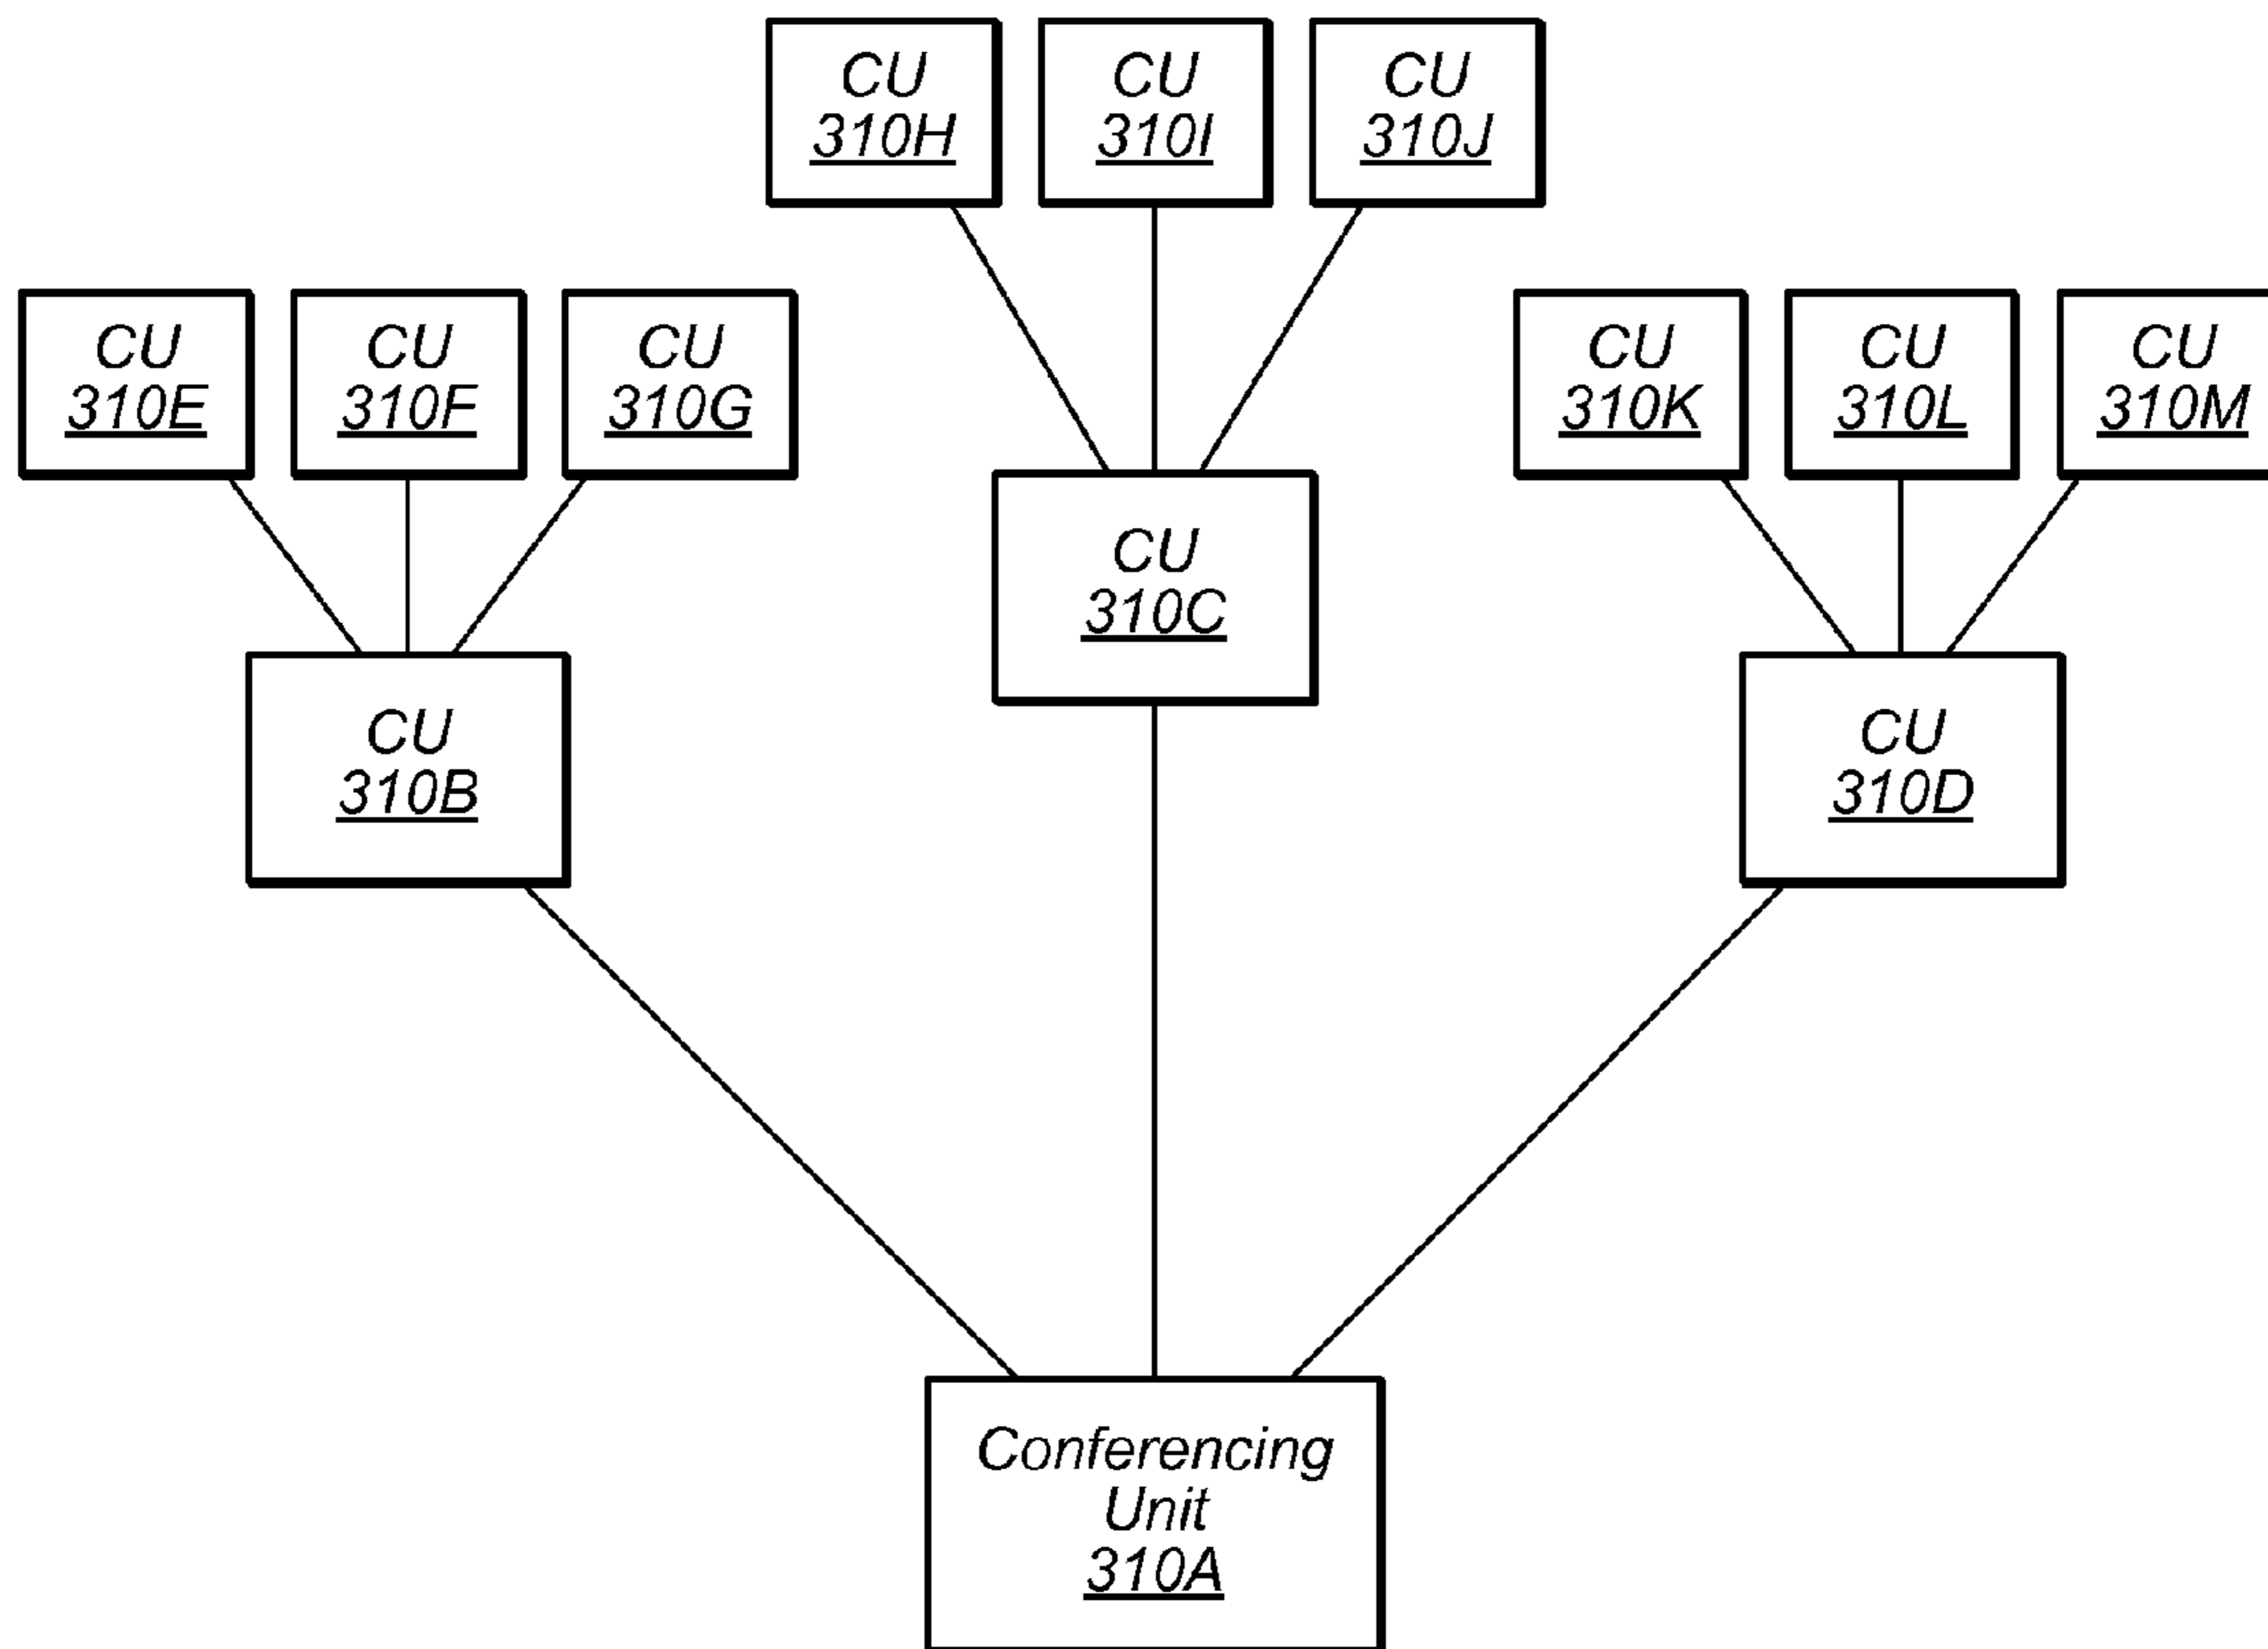 CU
310H
CU
310I
CU
310J
CU
310E
CU
310F
CU
310G
CU
310K
CU
310L
CU
310M
CU
310C
CU
310B
CU
310D
Conferencing
Unit
310A